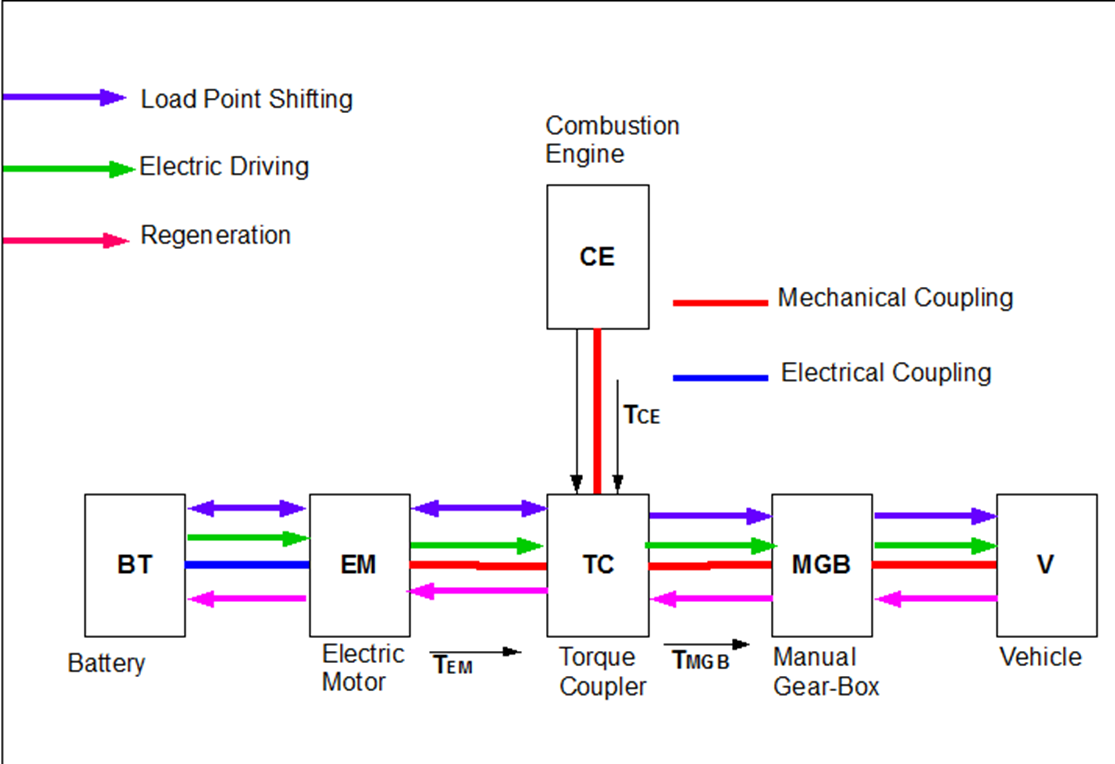 Load Point Shifting
Electric Driving
Regeneration
Combustion
Engine
CE
Mechanical Coupling
Electrical Coupling
TCE
BT
EM
TC
MGB
V
Battery
Electric
Motor
TEM
Torque
Coupler
TMGB
Manual
Gear-Box
Vehicle